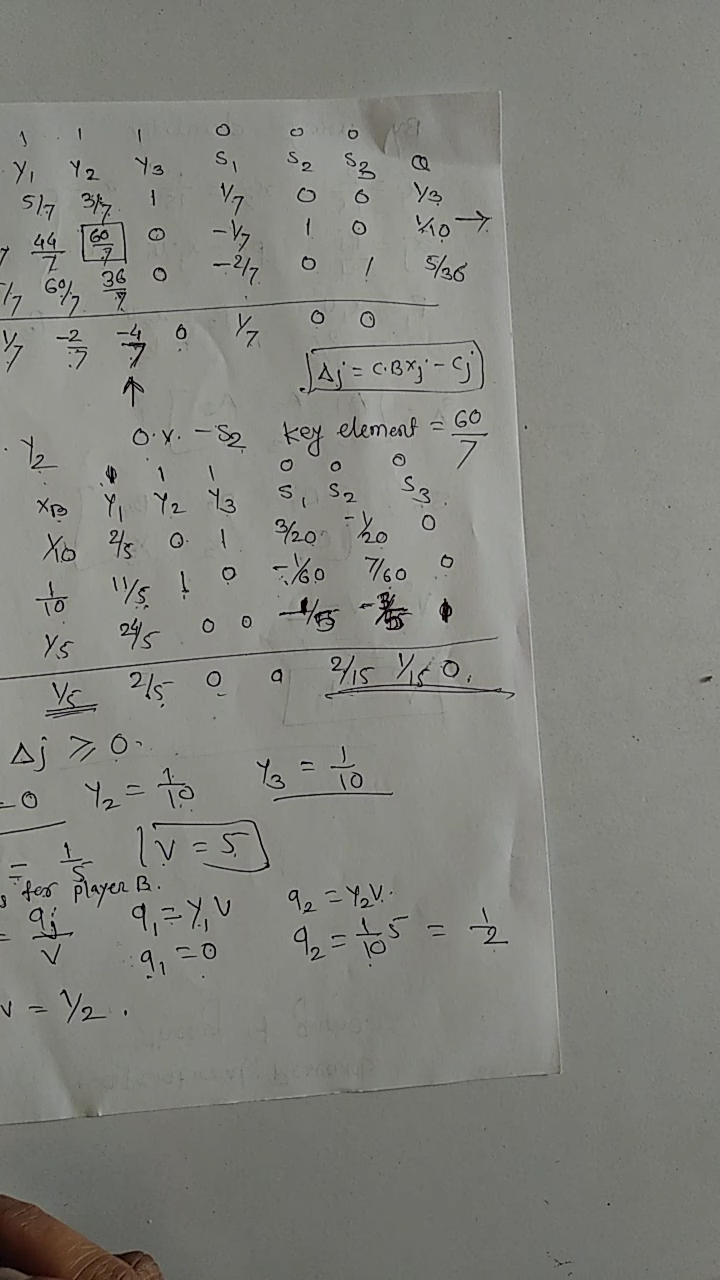 1 1 1 0 0 0
Y₁ Y₂ Y₃ S₁ S₂ S₃ θ
5/7 3/7 1 1/7 0 0 1/3
44/7 60/7 0 -1/7 1 0 1/10 →
60/7 36/7 0 -2/7 0 1 5/36
1/7 -2/7 -4/7 0 1/7 0 0
↑ Δj = C.Bxj - Cj
Y₂ O.V. - S₂ Key element = 60/7
1 1 0 0 0
XB Y₁ Y₂ Y₃ S₁ S₂ S₃
1/10 2/5 0 1 3/20 -1/20 0
1/10 11/5 1 0 -1/60 7/60 0
1/5 24/5 0 0
1/5 2/5 0 0 2/15 1/15 0.
Δj ≥ 0.
0 Y₂ = 1/10 Y₃ = 1/10
= 1/5 V = 5
for player B.
= qj/V q₁ = Y₁V q₂ = Y₂V.
q₁ = 0 q₂ = 1/10 5 = 1/2
V = 1/2.